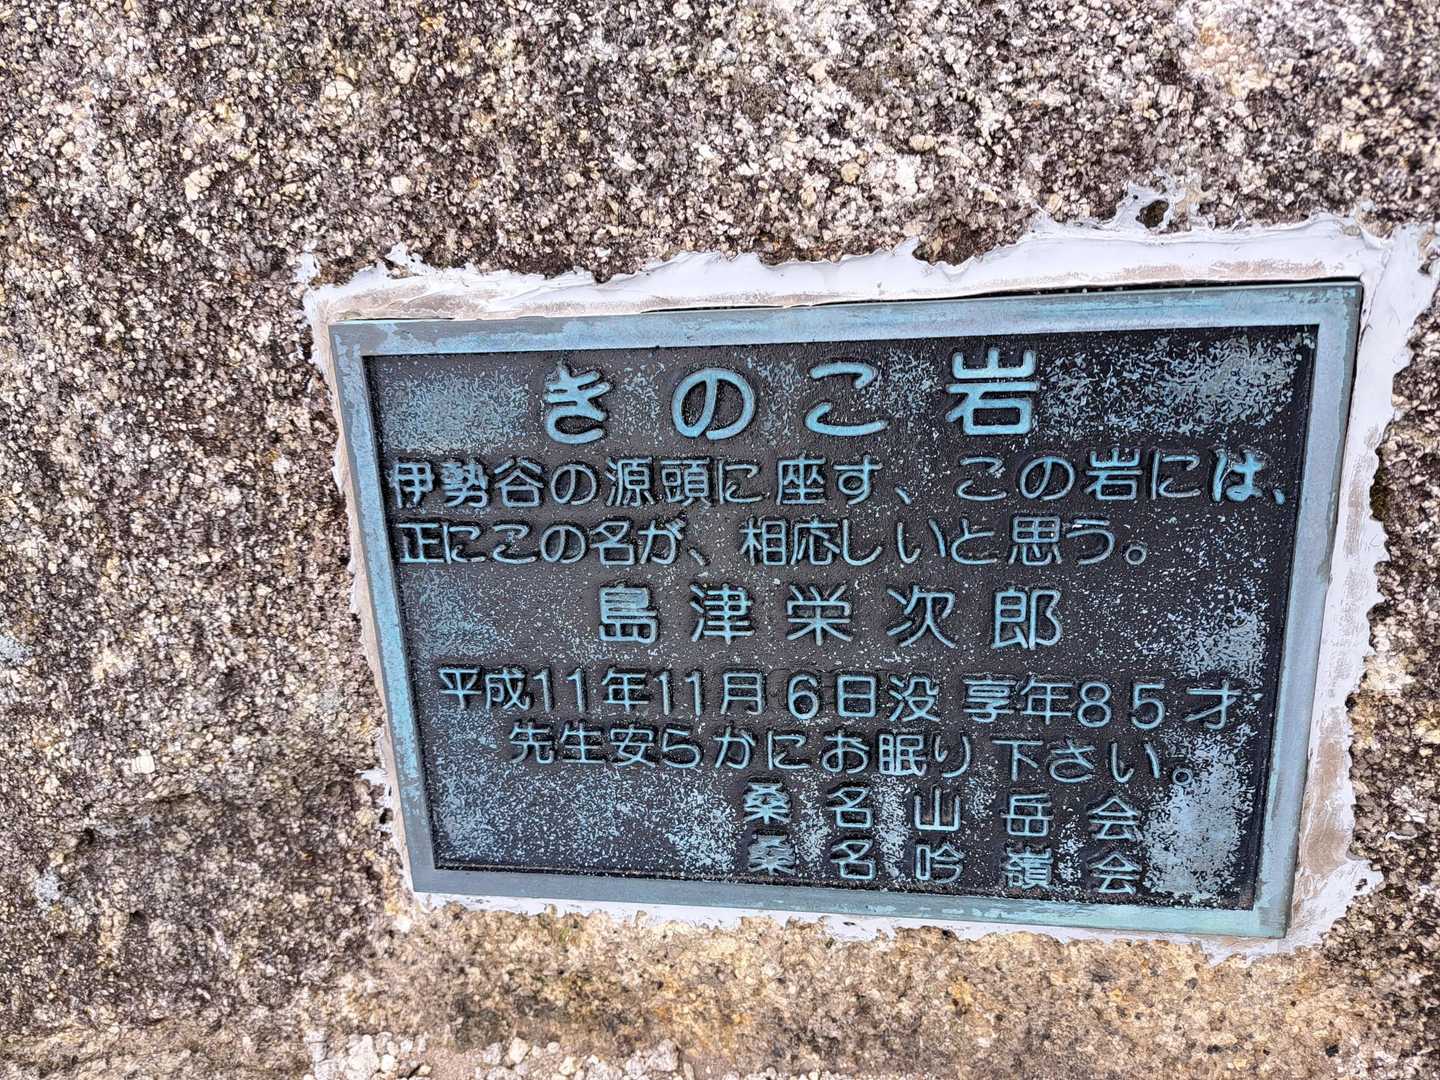 きのこ岩
伊勢谷の源頭に座す、この岩には、
正にこの名が、相応しいと思う。
島津栄次郎
平成11年11月6日没 享年85才
先生安らかにお眠り下さい。
桑名山岳会
桑名吟嶺会